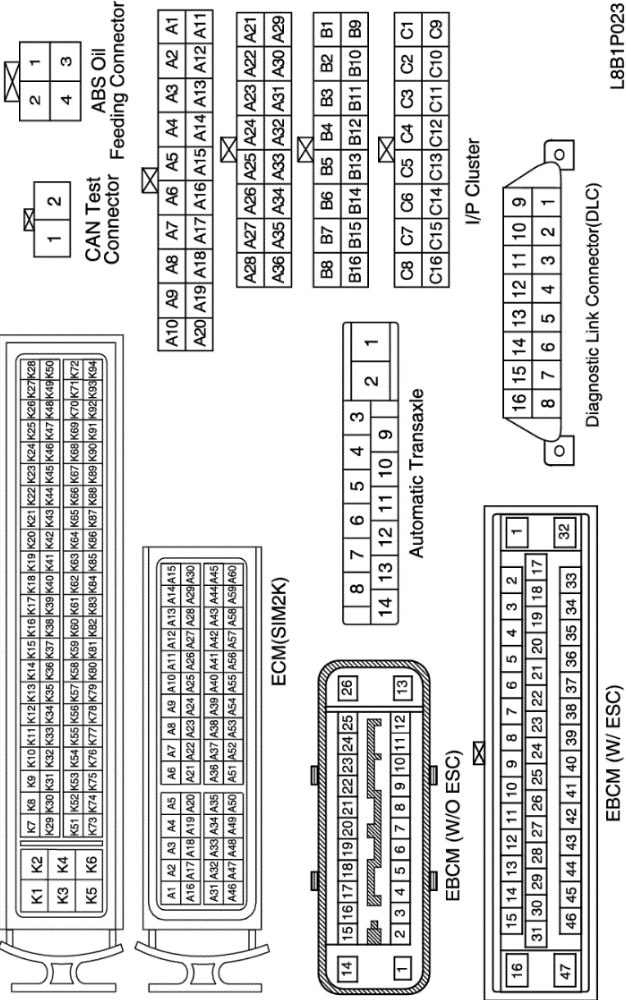 K1 K2 K7 K8 K9 K10 K11 K12 K13 K14 K15 K16 K17 K18 K19 K20 K21 K22 K23 K24 K25 K26 K27 K28
K29 K30 K31 K32 K33 K34 K35 K36 K37 K38 K39 K40 K41 K42 K43 K44 K45 K46 K47 K48 K49 K50
K3 K4
K51 K52 K53 K54 K55 K56 K57 K58 K59 K60 K61 K62 K63 K64 K65 K66 K67 K68 K69 K70 K71 K72
K5 K6 K73 K74 K75 K76 K77 K78 K79 K80 K81 K82 K83 K84 K85 K86 K87 K88 K89 K90 K91 K92 K93 K94
1 2
CAN Test
Connector
2 1
4 3
ABS Oil
Feeding Connector
A1 A2 A3 A4 A5 A6 A7 A8 A9 A10 A11 A12 A13 A14 A15
A16 A17 A18 A19 A20 A21 A22 A23 A24 A25 A26 A27 A28 A29 A30
A31 A32 A33 A34 A35 A36 A37 A38 A39 A40 A41 A42 A43 A44 A45
A46 A47 A48 A49 A50 A51 A52 A53 A54 A55 A56 A57 A58 A59 A60
ECM(SIM2K)
A10 A9 A8 A7 A6 A5 A4 A3 A2 A1
A20 A19 A18 A17 A16 A15 A14 A13 A12 A11
A28 A27 A26 A25 A24 A23 A22 A21
A36 A35 A34 A33 A32 A31 A30 A29
B8 B7 B6 B5 B4 B3 B2 B1
B16 B15 B14 B13 B12 B11 B10 B9
C8 C7 C6 C5 C4 C3 C2 C1
C16 C15 C14 C13 C12 C11 C10 C9
I/P Cluster
14 15 16 17 18 19 20 21 22 23 24 25 26
1 2 3 4 5 6 7 8 9 10 11 12 13
EBCM (W/O ESC)
8 7 6 5 4 3 2 1
14 13 12 11 10 9
Automatic Transaxle
16 15 14 13 12 11 10 9
8 7 6 5 4 3 2 1
Diagnostic Link Connector(DLC)
16 15 14 13 12 11 10 9 8 7 6 5 4 3 2 1
31 30 29 28 27 26 25 24 23 22 21 20 19 18 17
47 46 45 44 43 42 41 40 39 38 37 36 35 34 33 32
EBCM (W/ ESC)
L8B1P023